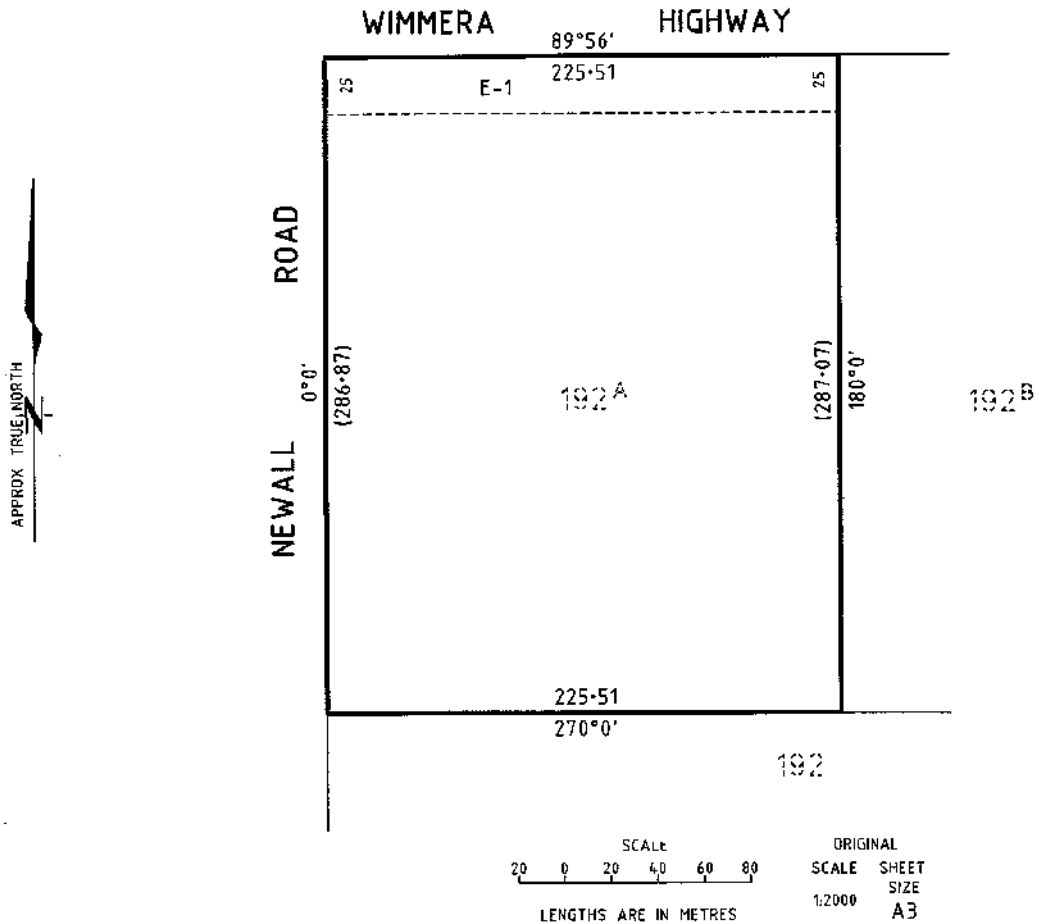 WIMMERA HIGHWAY
89°56'
225·51
25
E-1
25
NEWALL ROAD
0°0'
(286·87)
192A
(287·07)
180°0'
192B
APPROX TRUE NORTH
N
225·51
270°0'
192
SCALE
20 0 20 40 60 80
LENGTHS ARE IN METRES
ORIGINAL
SCALE SHEET
SIZE
1:2000 A3